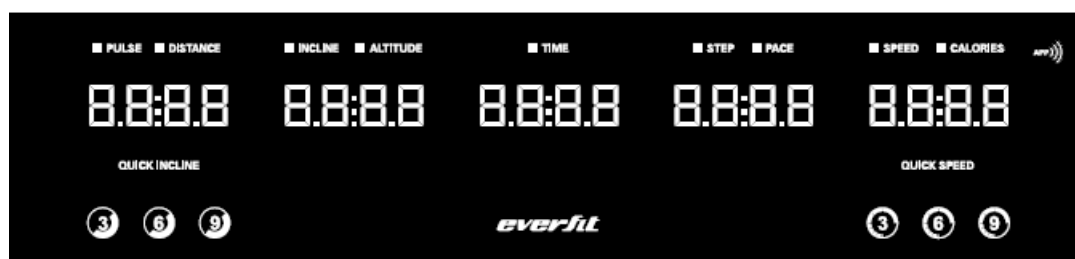 PULSE DISTANCE INCLINE ALTITUDE TIME STEP PACE SPEED CALORIES APP
8.8:8.8 8.8:8.8 8.8:8.8 8.8:8.8 8.8:8.8
QUICK INCLINE QUICK SPEED
3 6 9 everfit 3 6 9